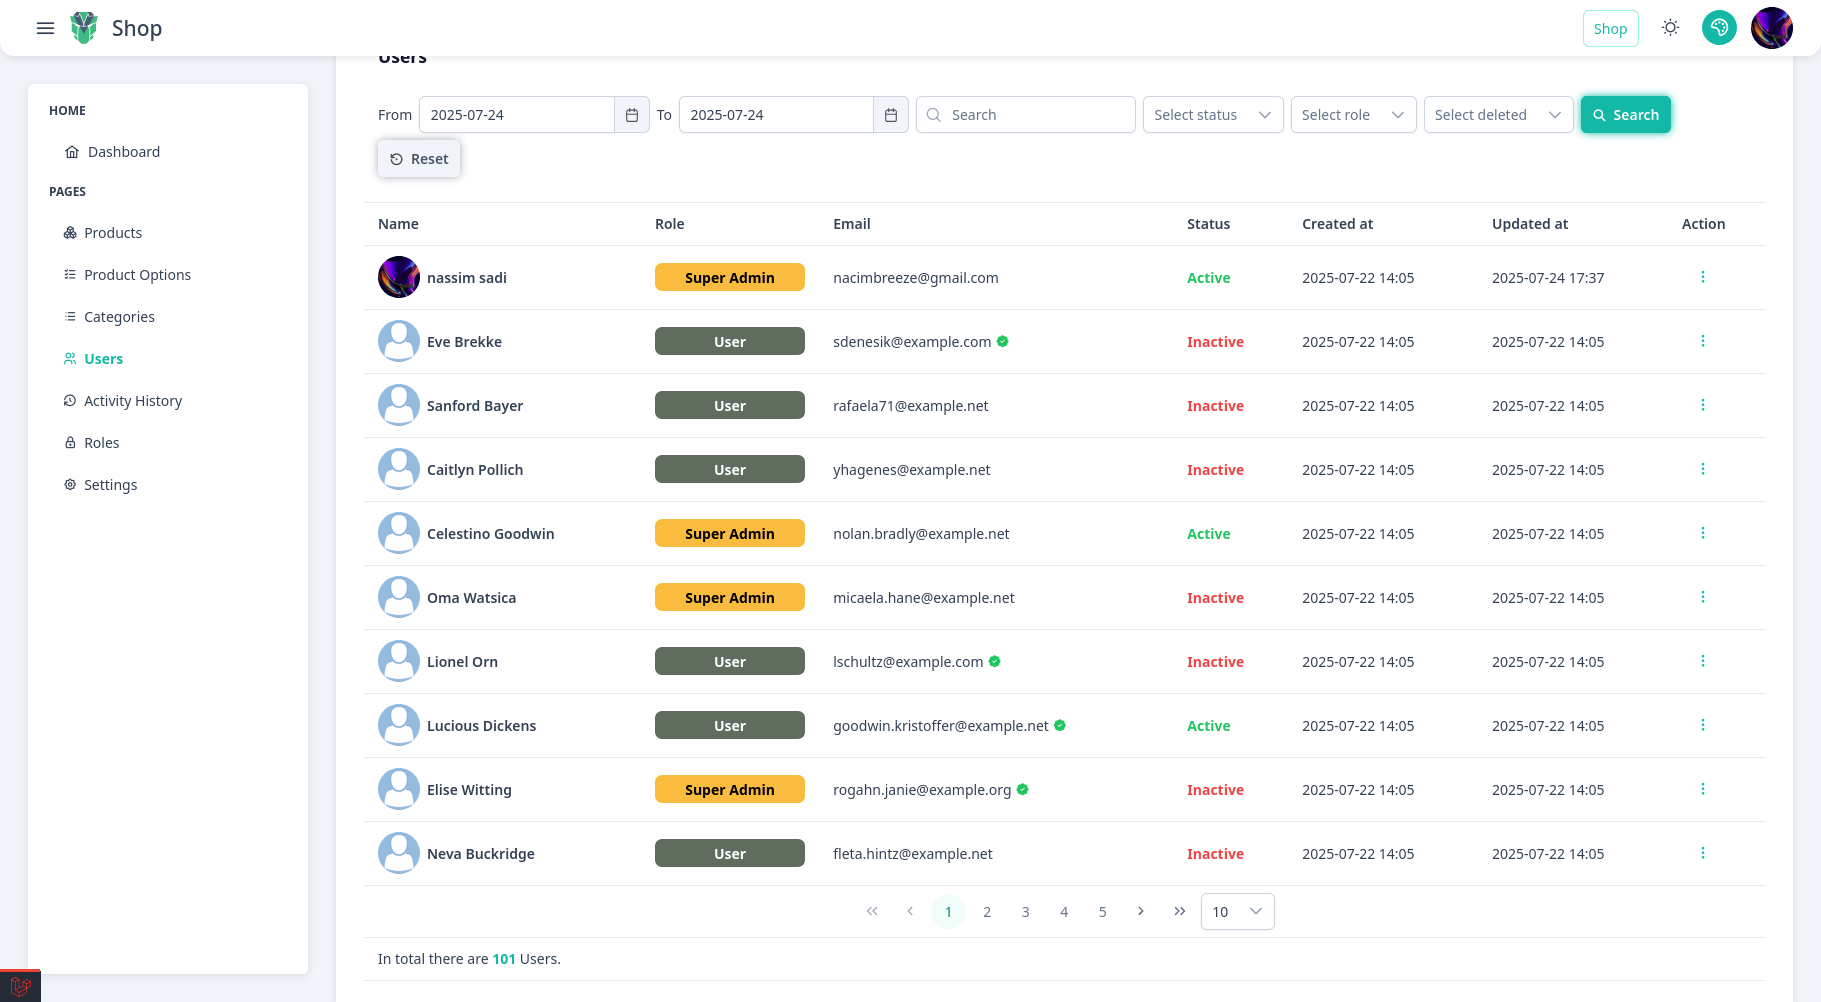 Shop
Shop
HOME
Dashboard
PAGES
Products
Product Options
Categories
Users
Activity History
Roles
Settings
Users
From 2025-07-24 To 2025-07-24 Search Select status Select role Select deleted Search
Reset
Name Role Email Status Created at Updated at Action
nassim sadi Super Admin nacimbreeze@gmail.com Active 2025-07-22 14:05 2025-07-24 17:37
Eve Brekke User sdenesik@example.com Inactive 2025-07-22 14:05 2025-07-22 14:05
Sanford Bayer User rafaela71@example.net Inactive 2025-07-22 14:05 2025-07-22 14:05
Caitlyn Pollich User yhagenes@example.net Inactive 2025-07-22 14:05 2025-07-22 14:05
Celestino Goodwin Super Admin nolan.bradly@example.net Active 2025-07-22 14:05 2025-07-22 14:05
Oma Watsica Super Admin micaela.hane@example.net Inactive 2025-07-22 14:05 2025-07-22 14:05
Lionel Orn User lschultz@example.com Inactive 2025-07-22 14:05 2025-07-22 14:05
Lucious Dickens User goodwin.kristoffer@example.net Active 2025-07-22 14:05 2025-07-22 14:05
Elise Witting Super Admin rogahn.janie@example.org Inactive 2025-07-22 14:05 2025-07-22 14:05
Neva Buckridge User fleta.hintz@example.net Inactive 2025-07-22 14:05 2025-07-22 14:05
1 2 3 4 5 10
In total there are 101 Users.